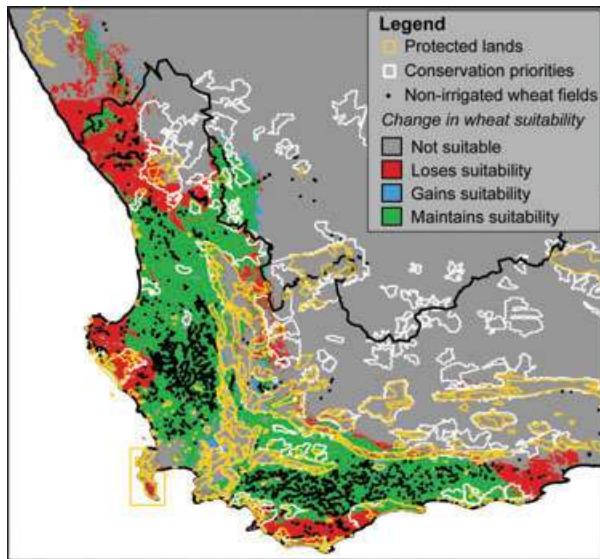 Legend
Protected lands
Conservation priorities
Non-irrigated wheat fields
Change in wheat suitability
Not suitable
Loses suitability
Gains suitability
Maintains suitability